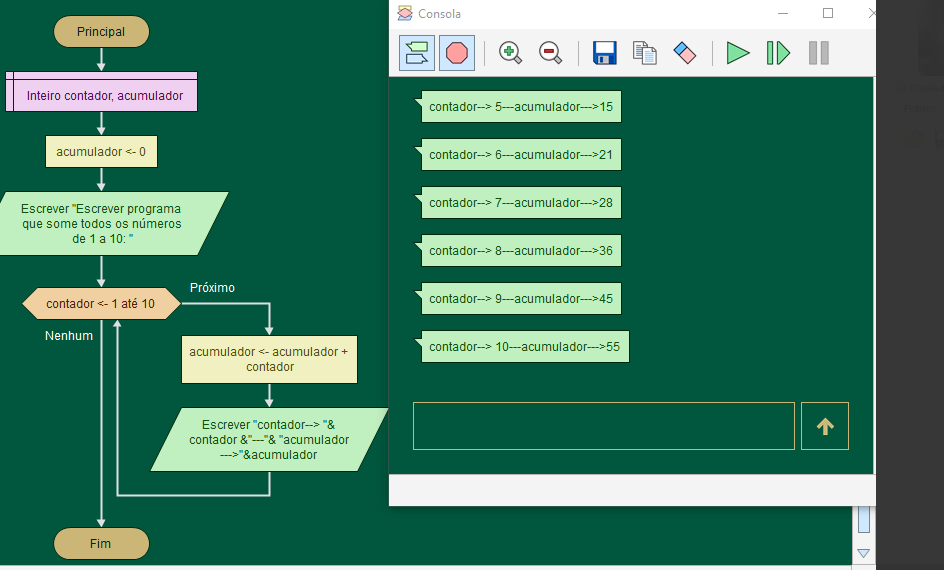 Principal
Inteiro contador, acumulador
acumulador <- 0
Escrever "Escrever programa
que some todos os números
de 1 a 10: "
contador <- 1 até 10
Próximo
Nenhum
acumulador <- acumulador +
contador
Escrever "contador--> "&
contador &"---"& "acumulador
--->"&acumulador
Fim
Consola
contador--> 5---acumulador--->15
contador--> 6---acumulador--->21
contador--> 7---acumulador--->28
contador--> 8---acumulador--->36
contador--> 9---acumulador--->45
contador--> 10---acumulador--->55